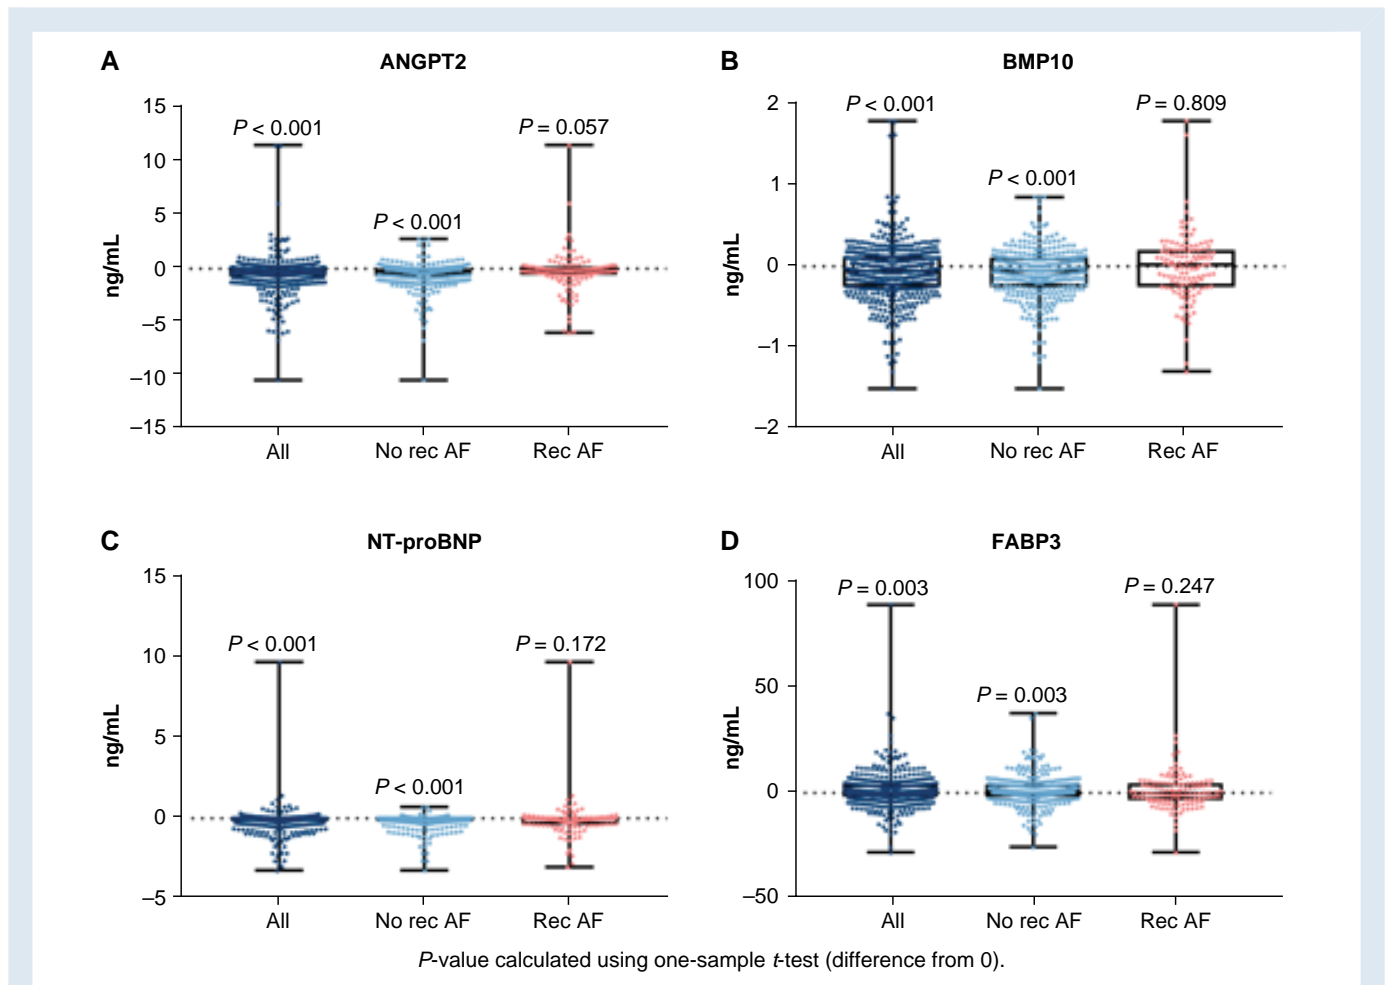 A
ANGPT2
15
10
5
0
–5
–10
–15
ng/mL
P < 0.001
P < 0.001
P = 0.057
All
No rec AF
Rec AF
B
BMP10
2
1
0
–1
–2
ng/mL
P < 0.001
P < 0.001
P = 0.809
All
No rec AF
Rec AF
C
NT-proBNP
15
10
5
0
–5
ng/mL
P < 0.001
P < 0.001
P = 0.172
All
No rec AF
Rec AF
D
FABP3
100
50
0
–50
ng/mL
P = 0.003
P = 0.003
P = 0.247
All
No rec AF
Rec AF
P-value calculated using one-sample t-test (difference from 0).